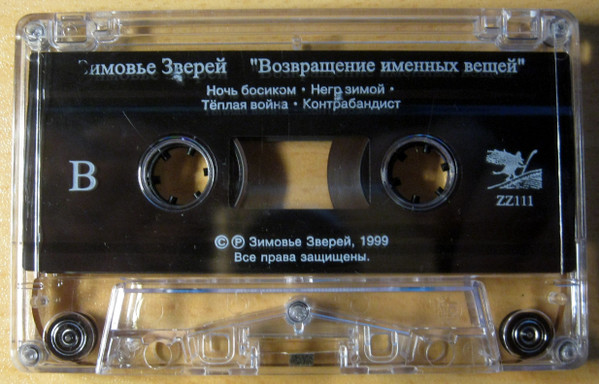 Зимовье Зверей "Возвращение именных вещей"
Ночь босиком • Негр зимой •
Тёплая война • Контрабандист
B
ZZ111
©℗ Зимовье Зверей, 1999
Все права защищены.